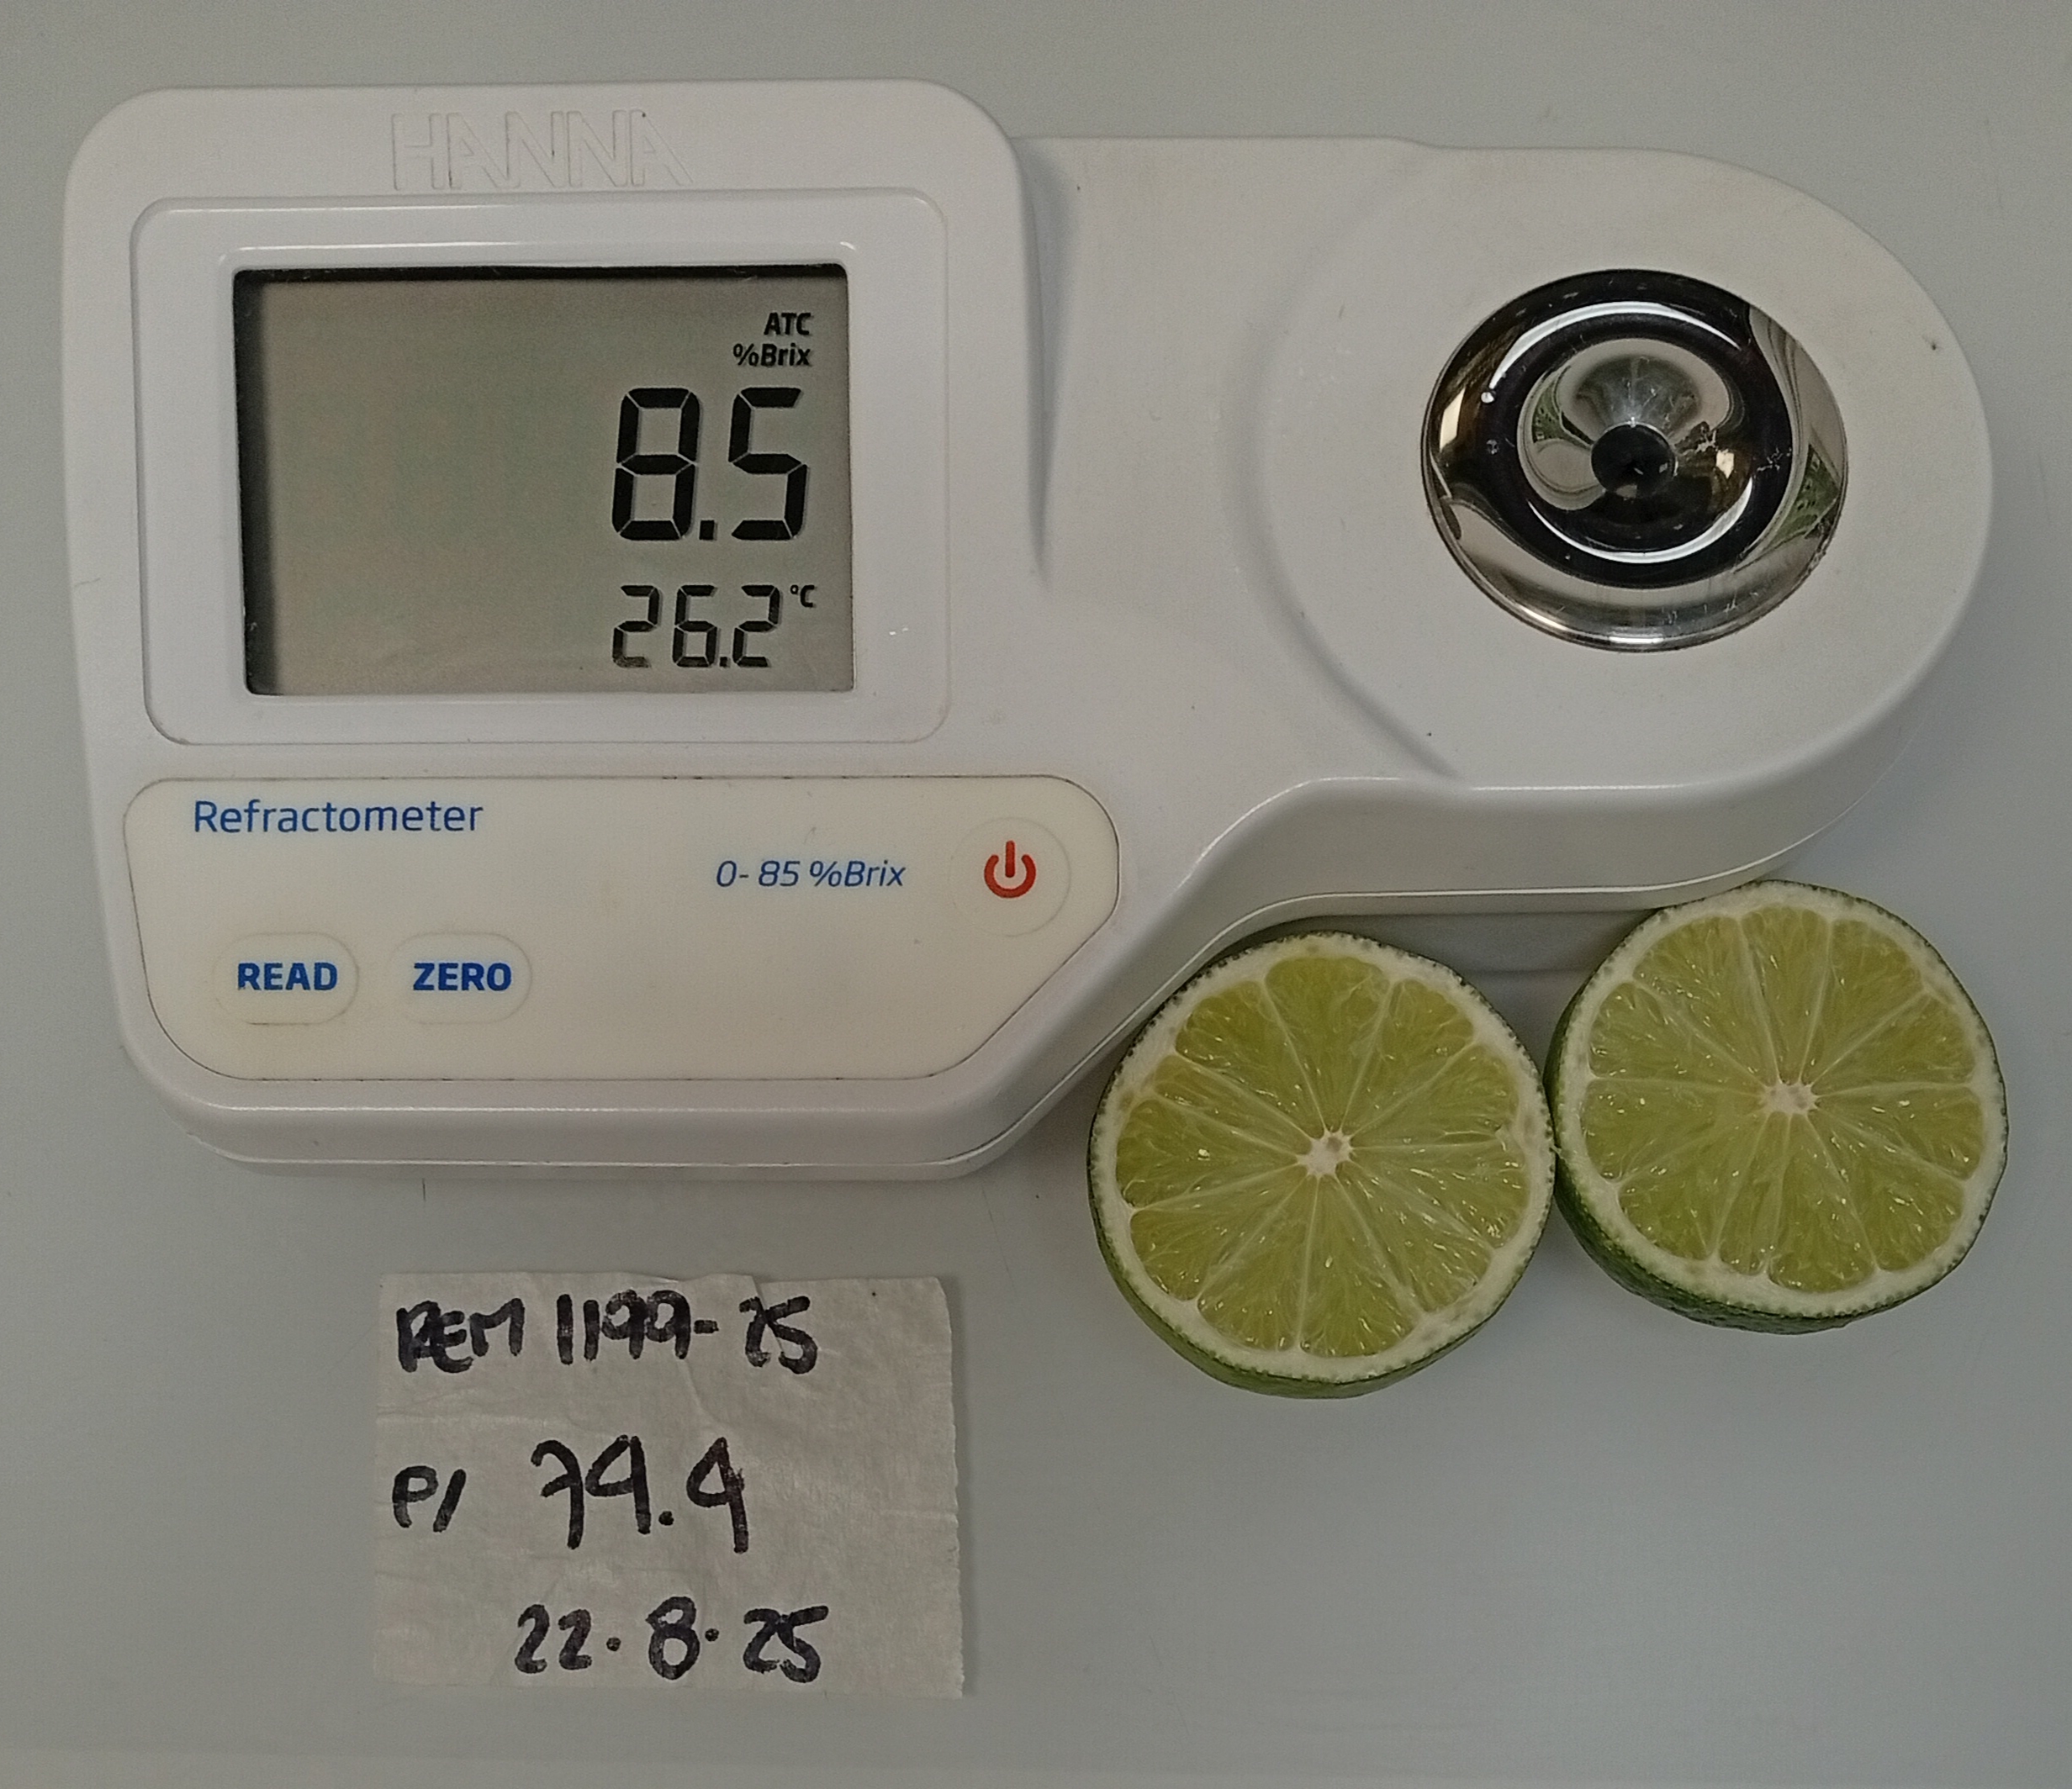 HANNA
ATC
%Brix
8.5
26.2 °C
Refractometer
0-85 %Brix
READ ZERO
REM 1199-25
P/ 79.9
22.8.25